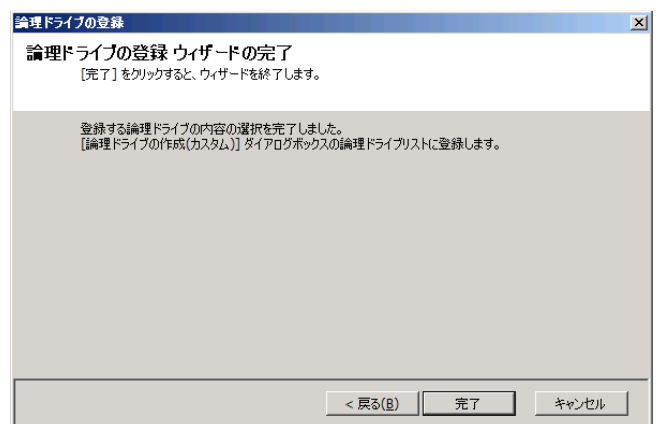 論理ドライブの登録
論理ドライブの登録 ウィザードの完了
[完了] をクリックすると、ウィザードを終了します。
登録する論理ドライブの内容の選択を完了しました。
[論理ドライブの作成(カスタム)] ダイアログボックスの論理ドライブリストに登録します。
< 戻る(B)
完了
キャンセル